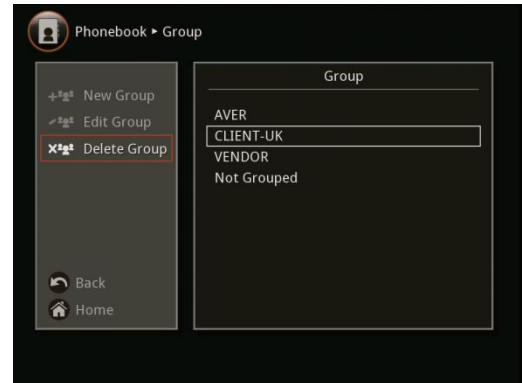 Phonebook ▸ Group
New Group
Edit Group
Delete Group
Back
Home
Group
AVER
CLIENT-UK
VENDOR
Not Grouped